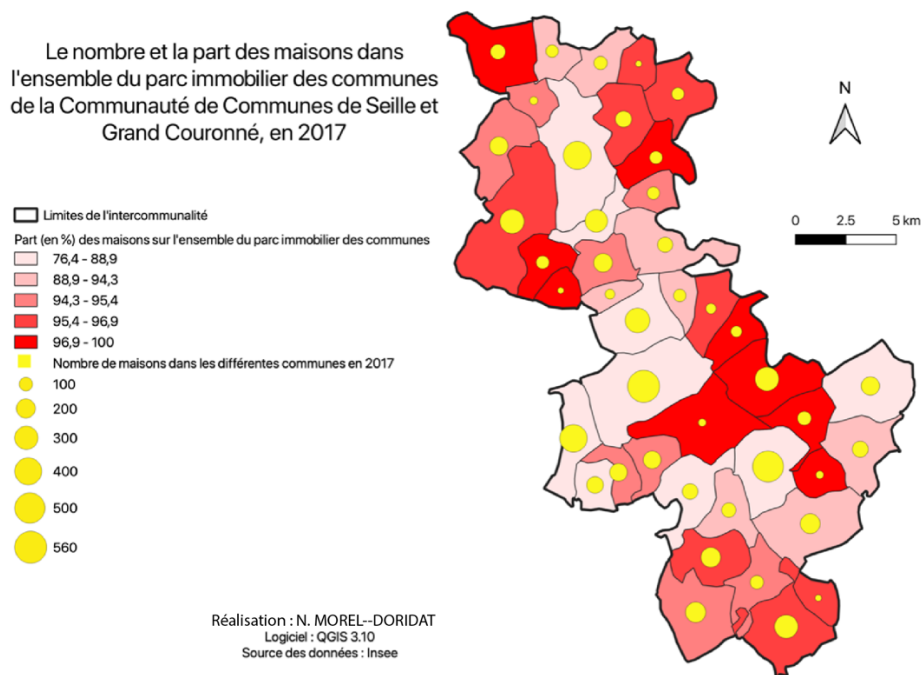 Le nombre et la part des maisons dans
l'ensemble du parc immobilier des communes
de la Communauté de Communes de Seille et
Grand Couronné, en 2017
N
0 2.5 5 km
Limites de l'intercommunalité
Part (en %) des maisons sur l'ensemble du parc immobilier des communes
76,4 - 88,9
88,9 - 94,3
94,3 - 95,4
95,4 - 96,9
96,9 - 100
Nombre de maisons dans les différentes communes en 2017
100
200
300
400
500
560
Réalisation : N. MOREL--DORIDAT
Logiciel : QGIS 3.10
Source des données : Insee